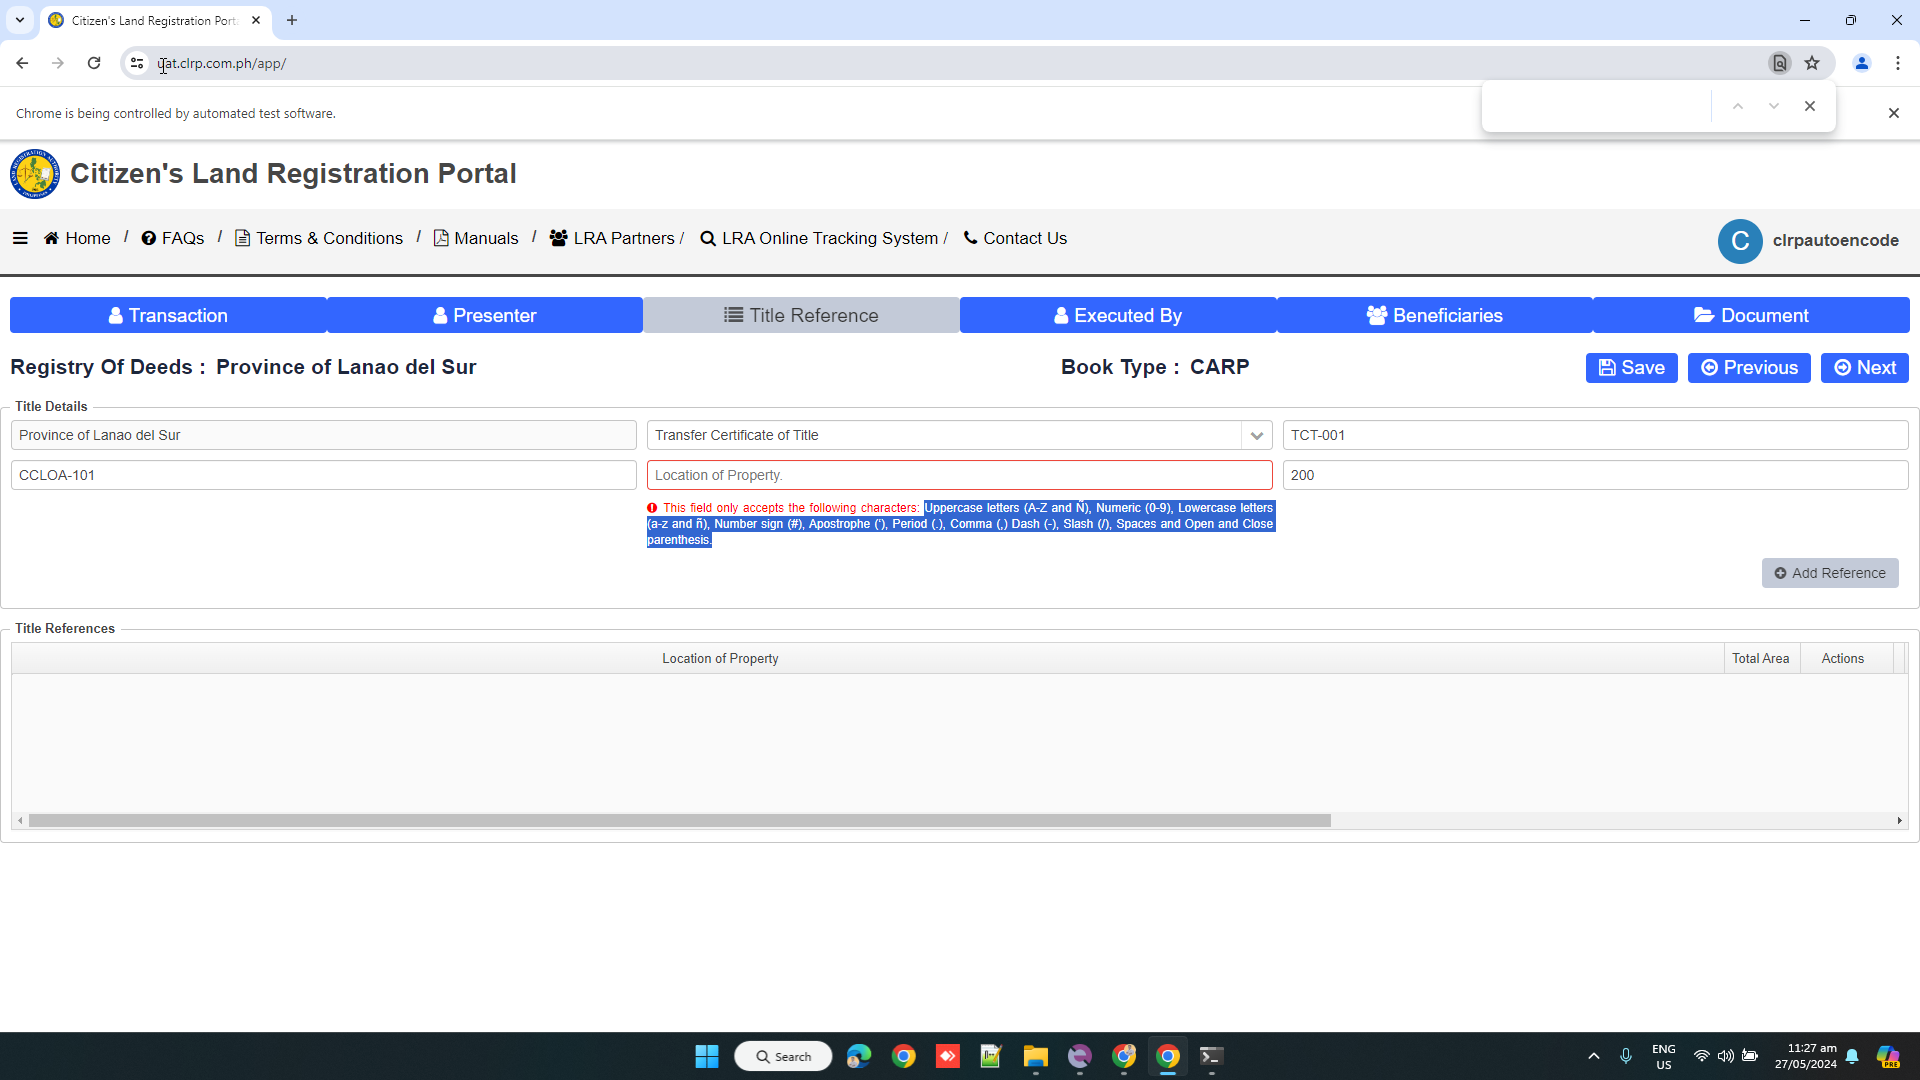 Citizen's Land Registration Porta
uat.clrp.com.ph/app/
Chrome is being controlled by automated test software.
Citizen's Land Registration Portal
Home / FAQs / Terms & Conditions / Manuals / LRA Partners / LRA Online Tracking System / Contact Us
C clrpautoencode
Transaction Presenter Title Reference Executed By Beneficiaries Document
Registry Of Deeds : Province of Lanao del Sur Book Type : CARP Save Previous Next
Title Details
Province of Lanao del Sur Transfer Certificate of Title TCT-001
CCLOA-101 Location of Property. 200
This field only accepts the following characters: Uppercase letters (A-Z and Ñ), Numeric (0-9), Lowercase letters
(a-z and ñ), Number sign (#), Apostrophe ('), Period (.), Comma (,) Dash (-), Slash (/), Spaces and Open and Close
parenthesis.
Add Reference
Title References
Location of Property Total Area Actions
Search
ENG
US
11:27 am
27/05/2024
PRE